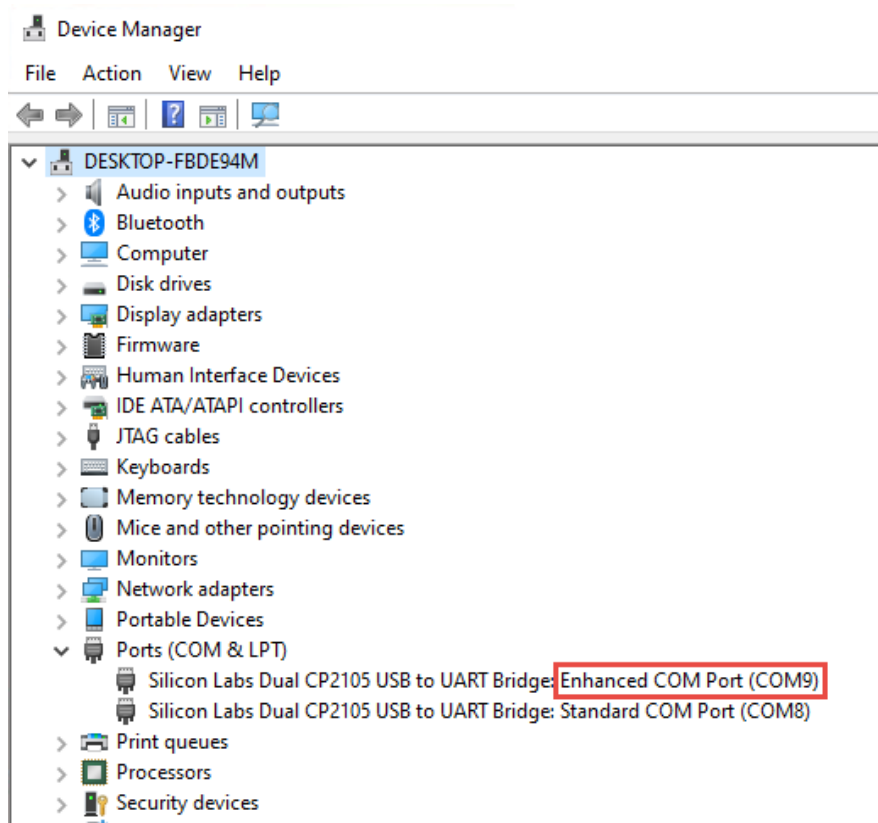 Device Manager
File Action View Help
DESKTOP-FBDE94M
Audio inputs and outputs
Bluetooth
Computer
Disk drives
Display adapters
Firmware
Human Interface Devices
IDE ATA/ATAPI controllers
JTAG cables
Keyboards
Memory technology devices
Mice and other pointing devices
Monitors
Network adapters
Portable Devices
Ports (COM & LPT)
Silicon Labs Dual CP2105 USB to UART Bridge: Enhanced COM Port (COM9)
Silicon Labs Dual CP2105 USB to UART Bridge: Standard COM Port (COM8)
Print queues
Processors
Security devices